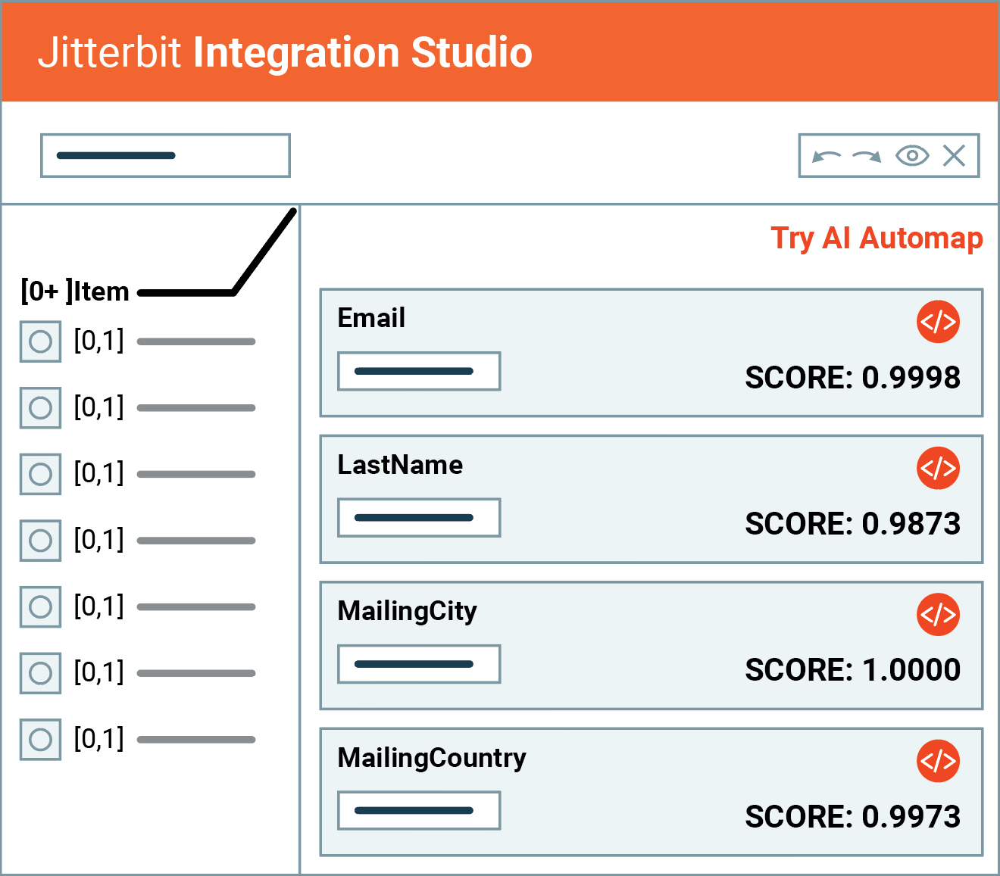 Jitterbit Integration Studio
Try AI Automap
[0+ ]Item
[0,1]
[0,1]
[0,1]
[0,1]
[0,1]
[0,1]
[0,1]
Email
</>
SCORE: 0.9998
LastName
</>
SCORE: 0.9873
MailingCity
</>
SCORE: 1.0000
MailingCountry
</>
SCORE: 0.9973